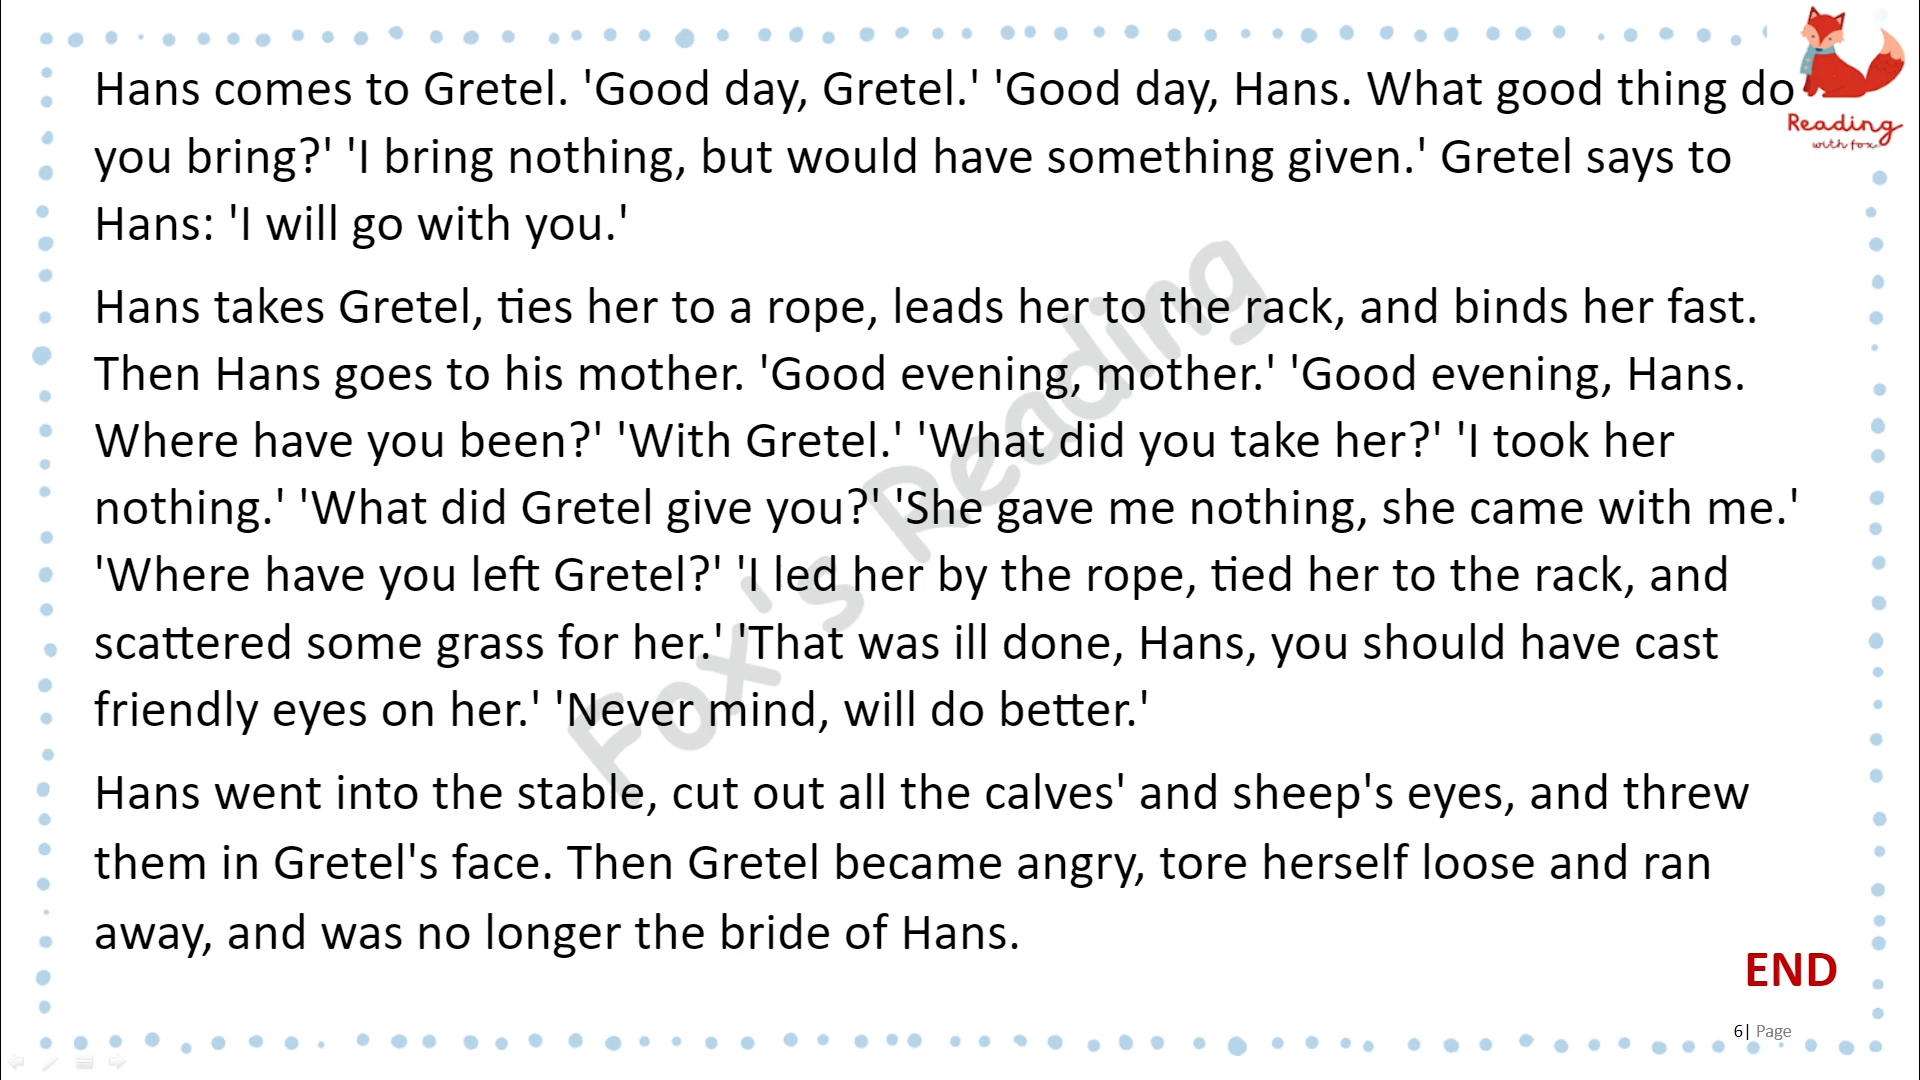 Hans comes to Gretel. 'Good day, Gretel.' 'Good day, Hans. What good thing do
you bring?' 'I bring nothing, but would have something given.' Gretel says to
Hans: 'I will go with you.'
Hans takes Gretel, ties her to a rope, leads her to the rack, and binds her fast.
Then Hans goes to his mother. 'Good evening, mother.' 'Good evening, Hans.
Where have you been?' 'With Gretel.' 'What did you take her?' 'I took her
nothing.' 'What did Gretel give you?' 'She gave me nothing, she came with me.'
'Where have you left Gretel?' 'I led her by the rope, tied her to the rack, and
scattered some grass for her.' 'That was ill done, Hans, you should have cast
friendly eyes on her.' 'Never mind, will do better.'
Hans went into the stable, cut out all the calves' and sheep's eyes, and threw
them in Gretel's face. Then Gretel became angry, tore herself loose and ran
away, and was no longer the bride of Hans.
END
6| Page
Reading
with fox
Fox's Reading